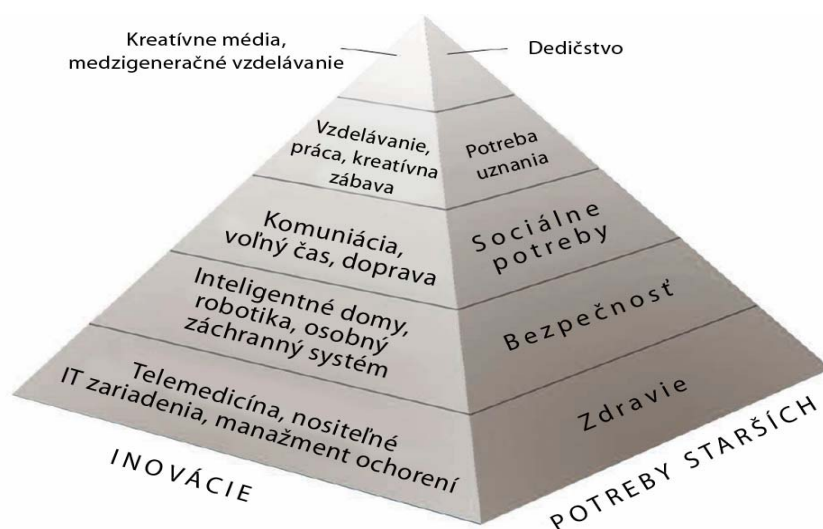 Kreatívne média,
medzigeneračné vzdelávanie
Dedičstvo
Vzdelávanie,
práca, kreatívna
zábava
Potreba
uznania
Komuniácia,
voľný čas, doprava
Sociálne
potreby
Inteligentné domy,
robotika, osobný
záchranný systém
Bezpečnosť
Telemedicína, nositeľné
IT zariadenia, manažment ochorení
Zdravie
INOVÁCIE
POTREBY STARŠÍCH